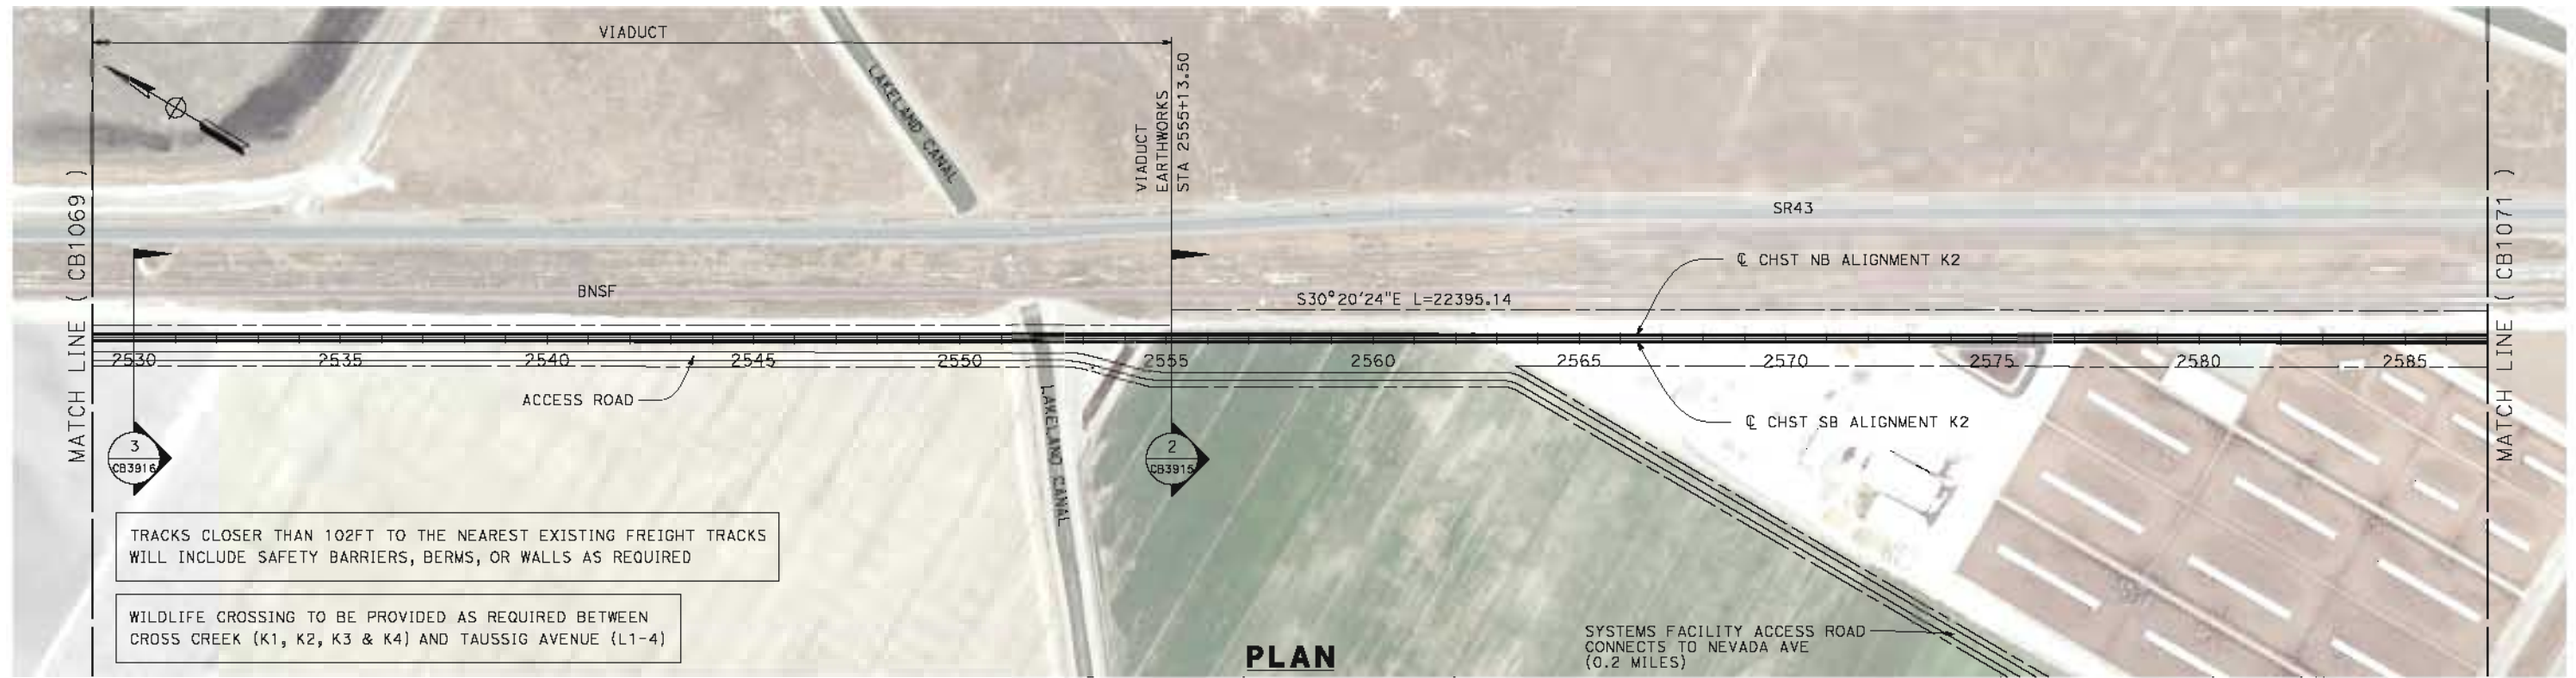 VIADUCT
LAKELAND CANAL
VIADUCT
EARTHWORKS
STA 2555+13.50
MATCH LINE ( CB1069 )
MATCH LINE ( CB1071 )
SR43
BNSF
℄ CHST NB ALIGNMENT K2
S30°20'24"E L=22395.14
2530 2535 2540 2545 2550 2555 2560 2565 2570 2575 2580 2585
ACCESS ROAD
℄ CHST SB ALIGNMENT K2
LAKELAND CANAL
3
CB3916
2
CB3915
TRACKS CLOSER THAN 102FT TO THE NEAREST EXISTING FREIGHT TRACKS
WILL INCLUDE SAFETY BARRIERS, BERMS, OR WALLS AS REQUIRED
WILDLIFE CROSSING TO BE PROVIDED AS REQUIRED BETWEEN
CROSS CREEK (K1, K2, K3 & K4) AND TAUSSIG AVENUE (L1-4)
SYSTEMS FACILITY ACCESS ROAD
CONNECTS TO NEVADA AVE
(0.2 MILES)
PLAN